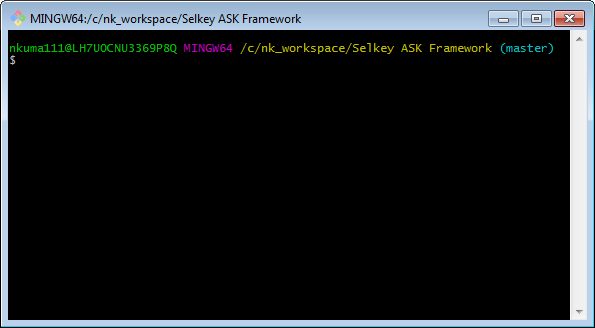 MINGW64:/c/nk_workspace/Selkey ASK Framework
nkuma111@LH7U0CNU3369P8Q MINGW64 /c/nk_workspace/Selkey ASK Framework (master)
$